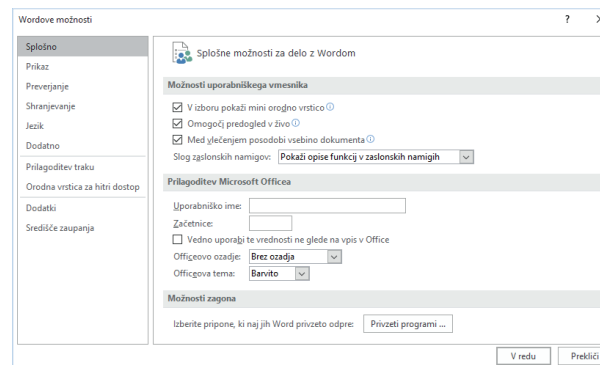 Wordove možnosti
?
Splošno
Prikaz
Preverjanje
Shranjevanje
Jezik
Dodatno
Prilagoditev traku
Orodna vrstica za hitri dostop
Dodatki
Središče zaupanja
Splošne možnosti za delo z Wordom
Možnosti uporabniškega vmesnika
V izboru pokaži mini orodno vrstico
Omogočj predogled v živo
Med vlečenjem posodobi vsebino dokumenta
Slog zaslonskih namigov: Pokaži opise funkcij v zaslonskih namigih
Prilagoditev Microsoft Officea
Uporabniško ime:
Začetnice:
Vedno uporabi te vrednosti ne glede na vpis v Office
Officeovo ozadje: Brez ozadja
Officeova tema: Barvito
Možnosti zagona
Izberite pripone, ki naj jih Word privzeto odpre: Privzeti programi ...
V redu Prekliči